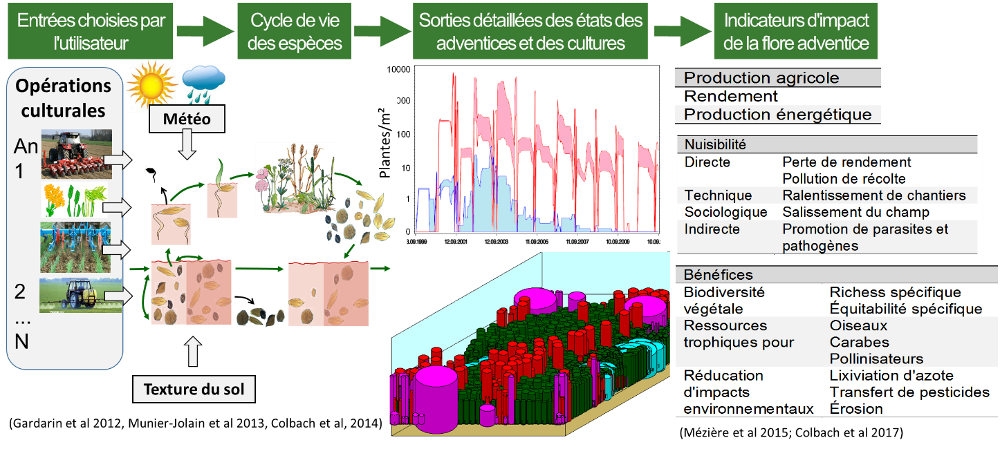 Entrées choisies par
l'utilisateur
Cycle de vie
des espèces
Sorties détaillées des états des
adventices et des cultures
Indicateurs d'impact
de la flore adventice
Opérations
culturales
An
1
2
...
N
Météo
Texture du sol
(Gardarin et al 2012, Munier-Jolain et al 2013, Colbach et al, 2014)
Plantes/m²
10000
000
100
10
1
0
3.09.1999
12.09.2001
12.09.2003
11.09.2005
11.09.2007
10.09.2009
10.09.:
Production agricole
Rendement
Production énergétique
Nuisibilité
Directe Perte de rendement
Pollution de récolte
Technique Ralentissement de chantiers
Sociologique Salissement du champ
Indirecte Promotion de parasites et
pathogènes
Bénfices
Biodiversité Richess spécifique
végétale Équitabilité spécifique
Ressources Oiseaux
trophiques pour Carabes
Pollinisateurs
Réducation Lixiviation d'azote
d'impacts Transfert de pesticides
environnementaux Érosion
(Mézière et al 2015; Colbach et al 2017)